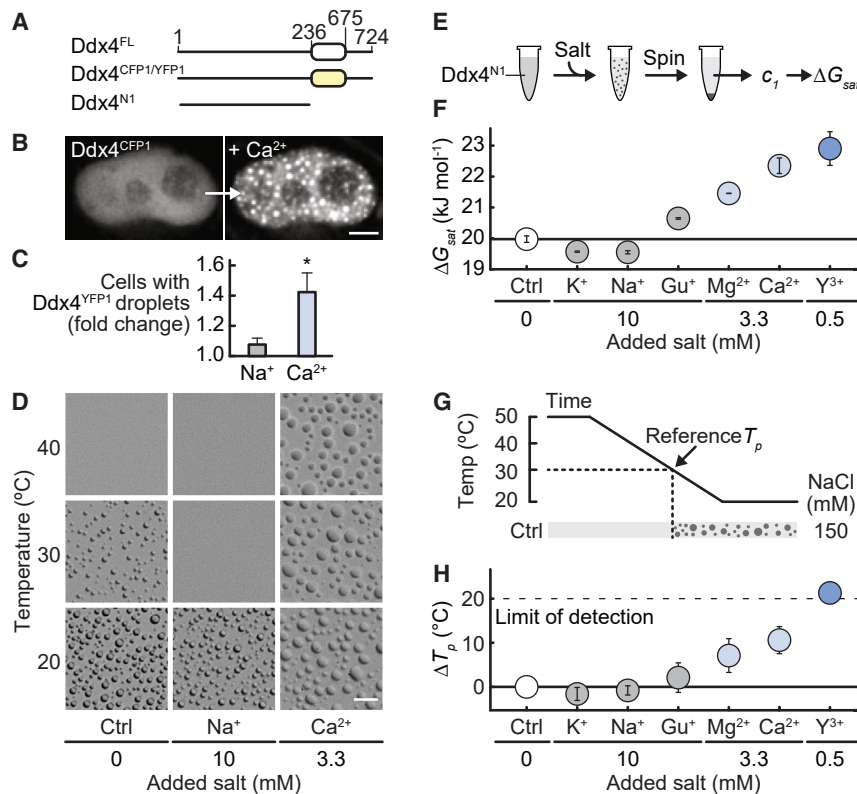 A
1
236
675
724
Ddx4FL
Ddx4CFP1/YFP1
Ddx4N1
B
Ddx4CFP1
+ Ca2+
C
Cells with
Ddx4YFP1 droplets
(fold change)
1.6
1.4
1.2
1.0
*
Na+ Ca2+
D
Temperature (ºC)
40
30
20
Ctrl Na+ Ca2+
0 10 3.3
Added salt (mM)
E
Ddx4N1
Salt
Spin
c1
ΔGsat
F
ΔGsat (kJ mol-1)
23
22
21
20
19
Ctrl K+ Na+ Gu+ Mg2+ Ca2+ Y3+
0 10 3.3 0.5
Added salt (mM)
G
Time
Temp (ºC)
50
40
30
20
Reference Tp
NaCl
(mM)
Ctrl
150
H
ΔTp (°C)
20
10
0
Limit of detection
Ctrl K+ Na+ Gu+ Mg2+ Ca2+ Y3+
0 10 3.3 0.5
Added salt (mM)